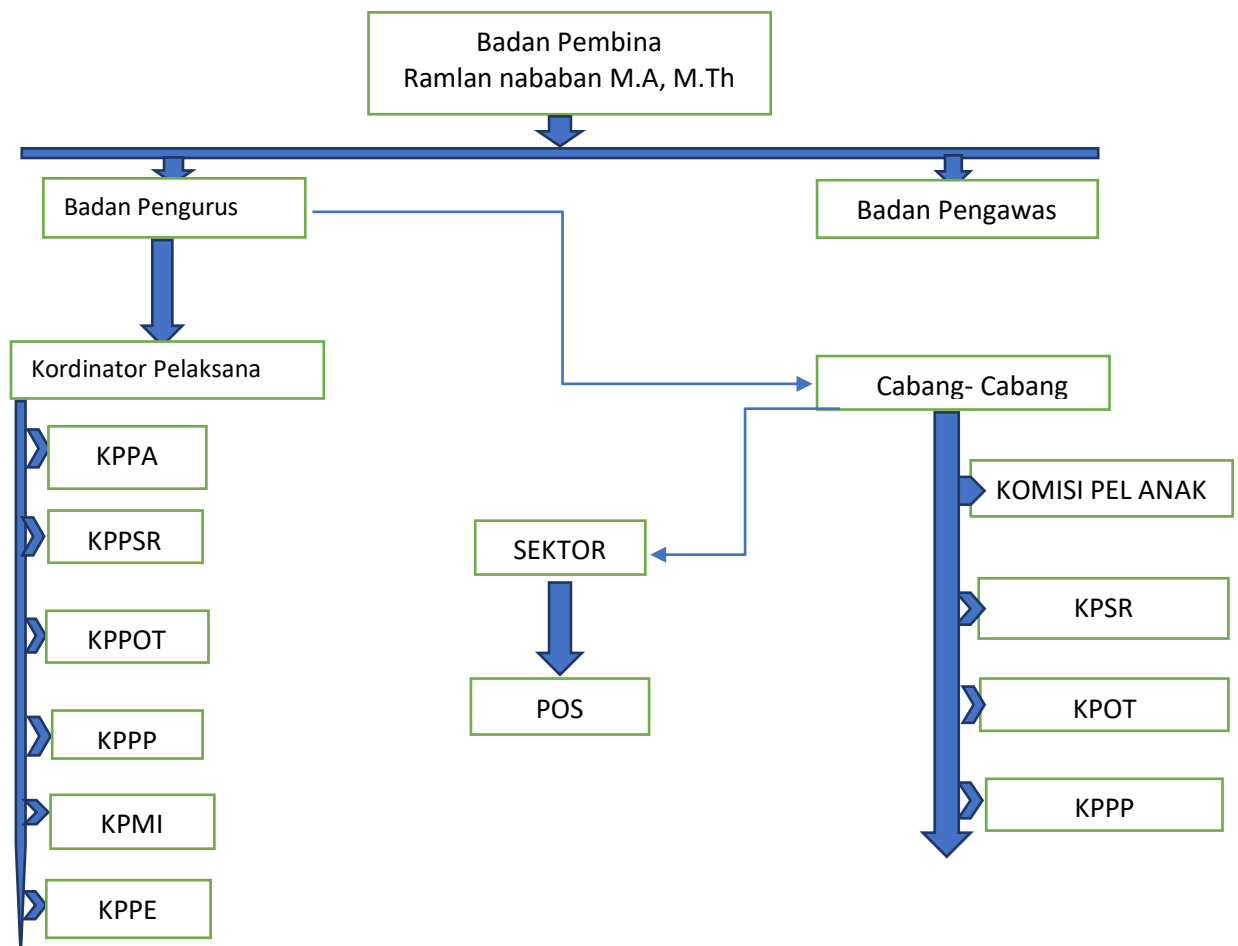 Badan Pembina
Ramlan nababan M.A, M.Th
Badan Pengurus
Badan Pengawas
Kordinator Pelaksana
Cabang- Cabang
KPPA
KOMISI PEL ANAK
KPPSR
SEKTOR
KPSR
KPPOT
KPOT
POS
KPPP
KPPP
KPMI
KPPE